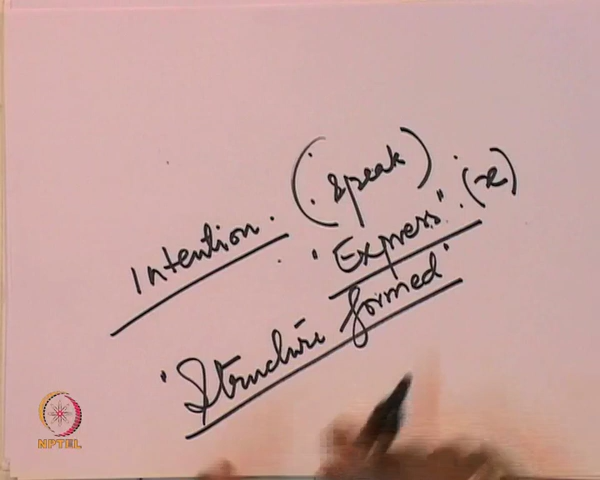 Intention. (speak)
"Express". (x)
"Structure formed"
NPTEL